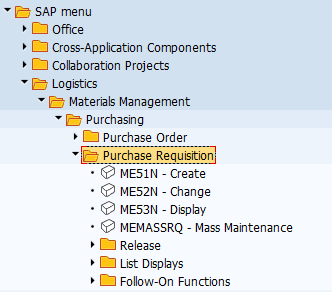 SAP menu
Office
Cross-Application Components
Collaboration Projects
Logistics
Materials Management
Purchasing
Purchase Order
Purchase Requisition
ME51N - Create
ME52N - Change
ME53N - Display
MEMASSRQ - Mass Maintenance
Release
List Displays
Follow-On Functions